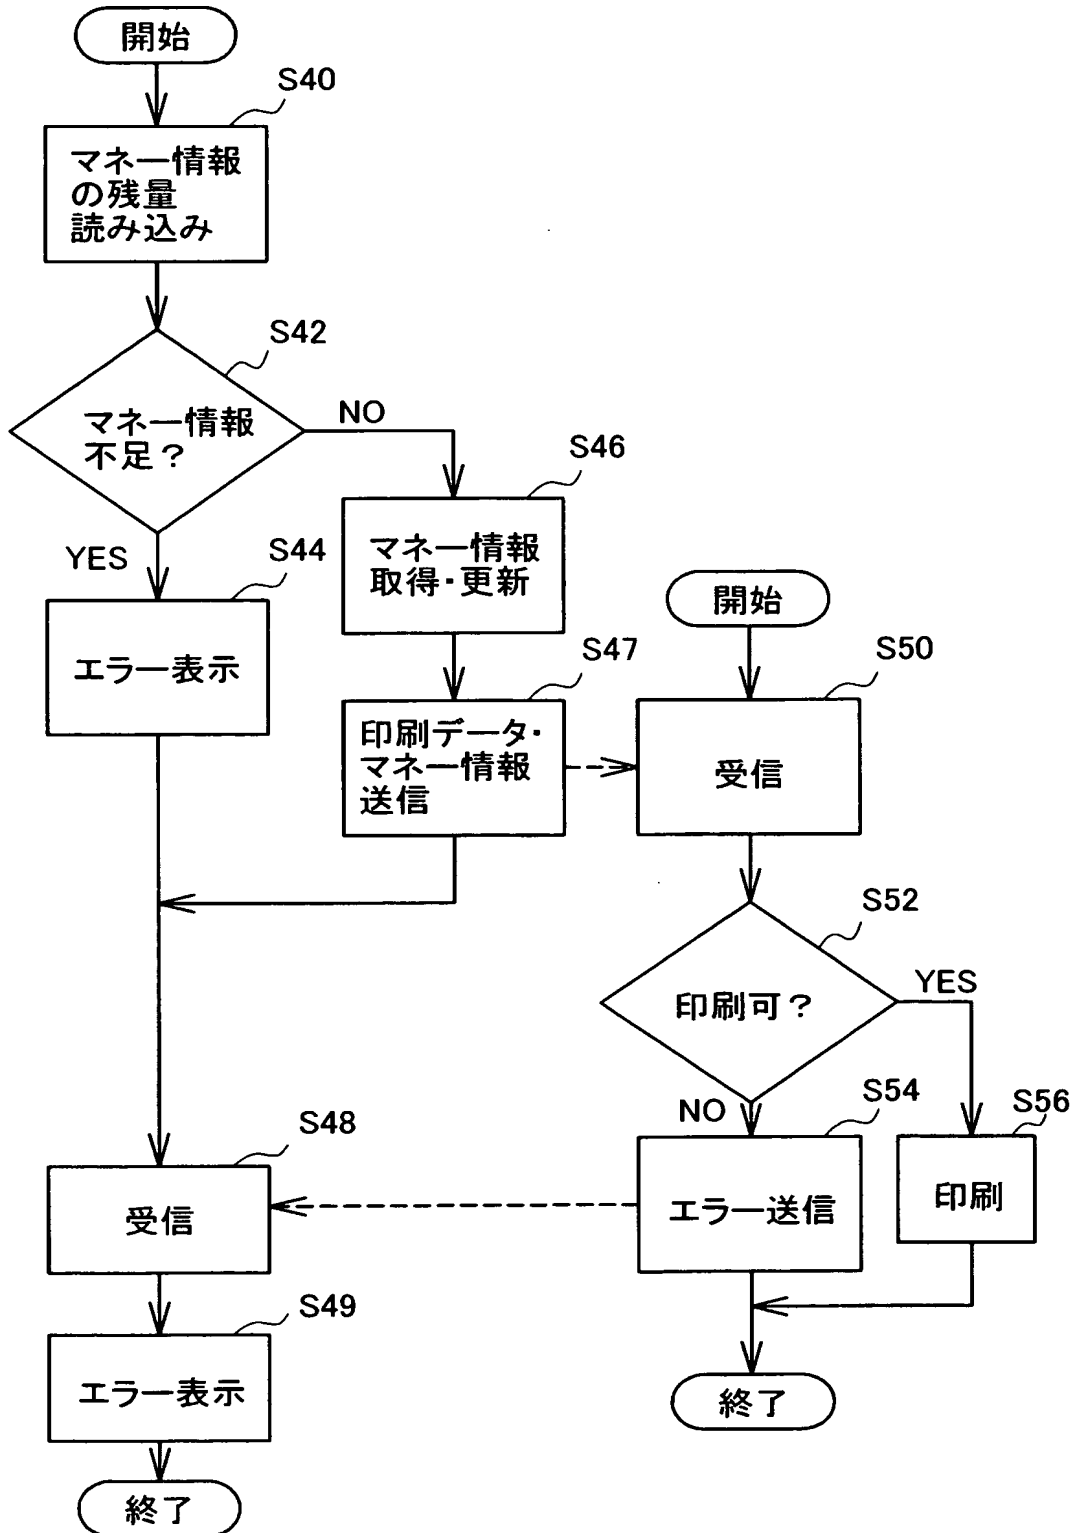 開始
S40
マネー情報
の残量
読み込み
S42
マネー情報
不足?
NO
YES
S44
エラー表示
S46
マネー情報
取得・更新
S47
印刷データ・
マネー情報
送信
開始
S50
受信
S52
印刷可?
YES
NO
S54
エラー送信
S56
印刷
終了
S48
受信
S49
エラー表示
終了